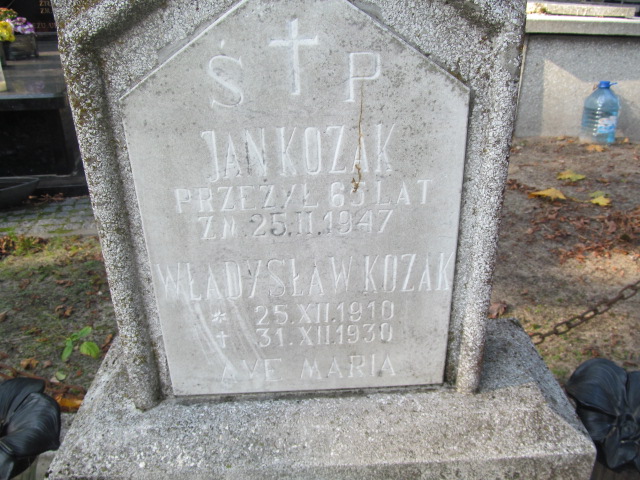 Ś P
JAN KOZAK
PRZEŻYŁ 65 LAT
ZM. 25.II.1947
WŁADYSŁAW KOZAK
* 25.XII.1910
† 31.XII.1930
AVE MARIA